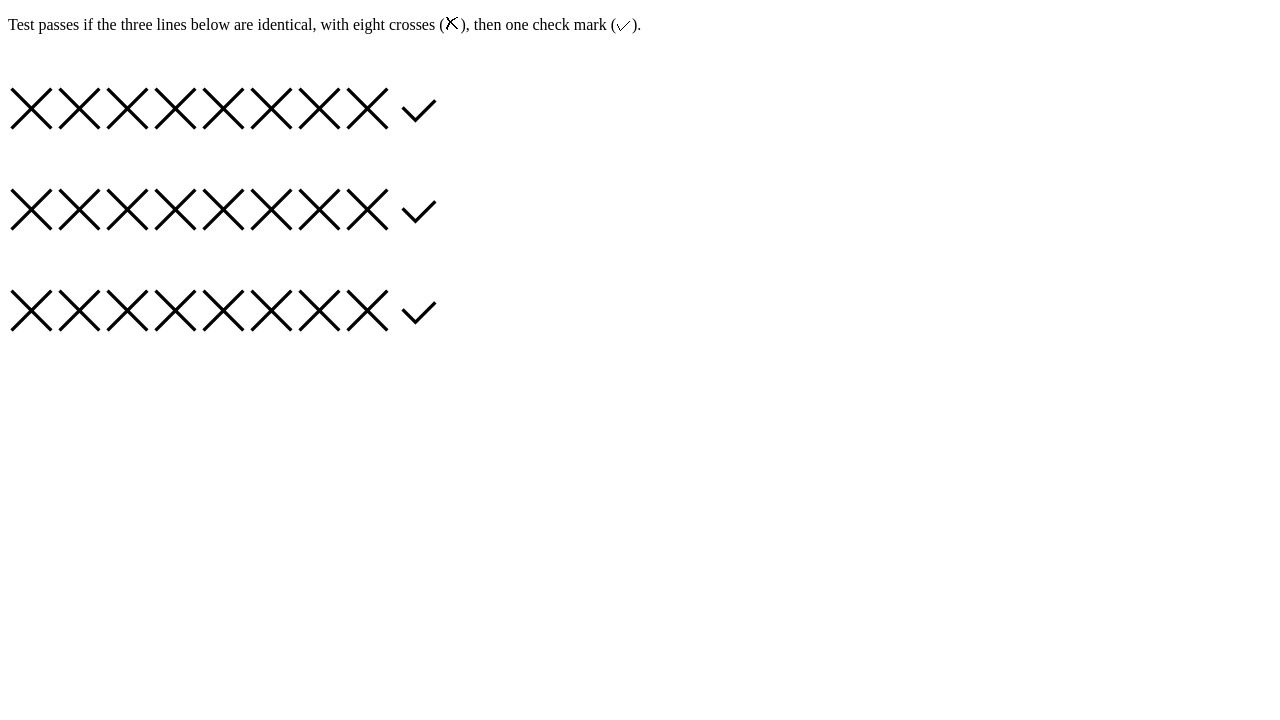 Test passes if the three lines below are identical, with eight crosses (✗), then one check mark (✓).
✗✗✗✗✗✗✗✗✓
✗✗✗✗✗✗✗✗✓
✗✗✗✗✗✗✗✗✓